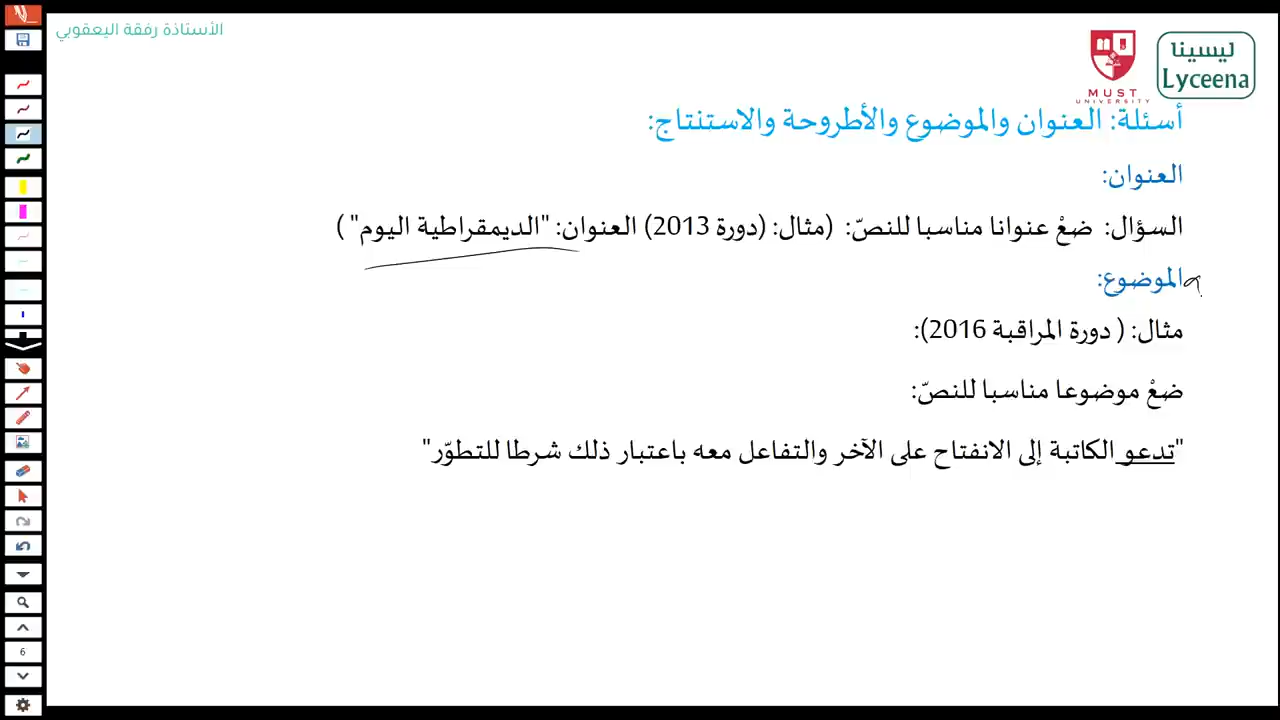 الأستاذة رفقة اليعقوبي
ليسينا
Lyceena
MUST
UNIVERSITY
أسئلة: العنوان والموضوع والأطروحة والاستنتاج:
العنوان:
السؤال: ضعْ عنوانا مناسبا للنصّ: (مثال: (دورة 2013) العنوان: "الديمقراطية اليوم" )
الموضوع:
مثال: ( دورة المراقبة 2016):
ضعْ موضوعا مناسبا للنصّ:
"تدعو الكاتبة إلى الانفتاح على الآخر والتفاعل معه باعتبار ذلك شرطا للتطوّر"
6